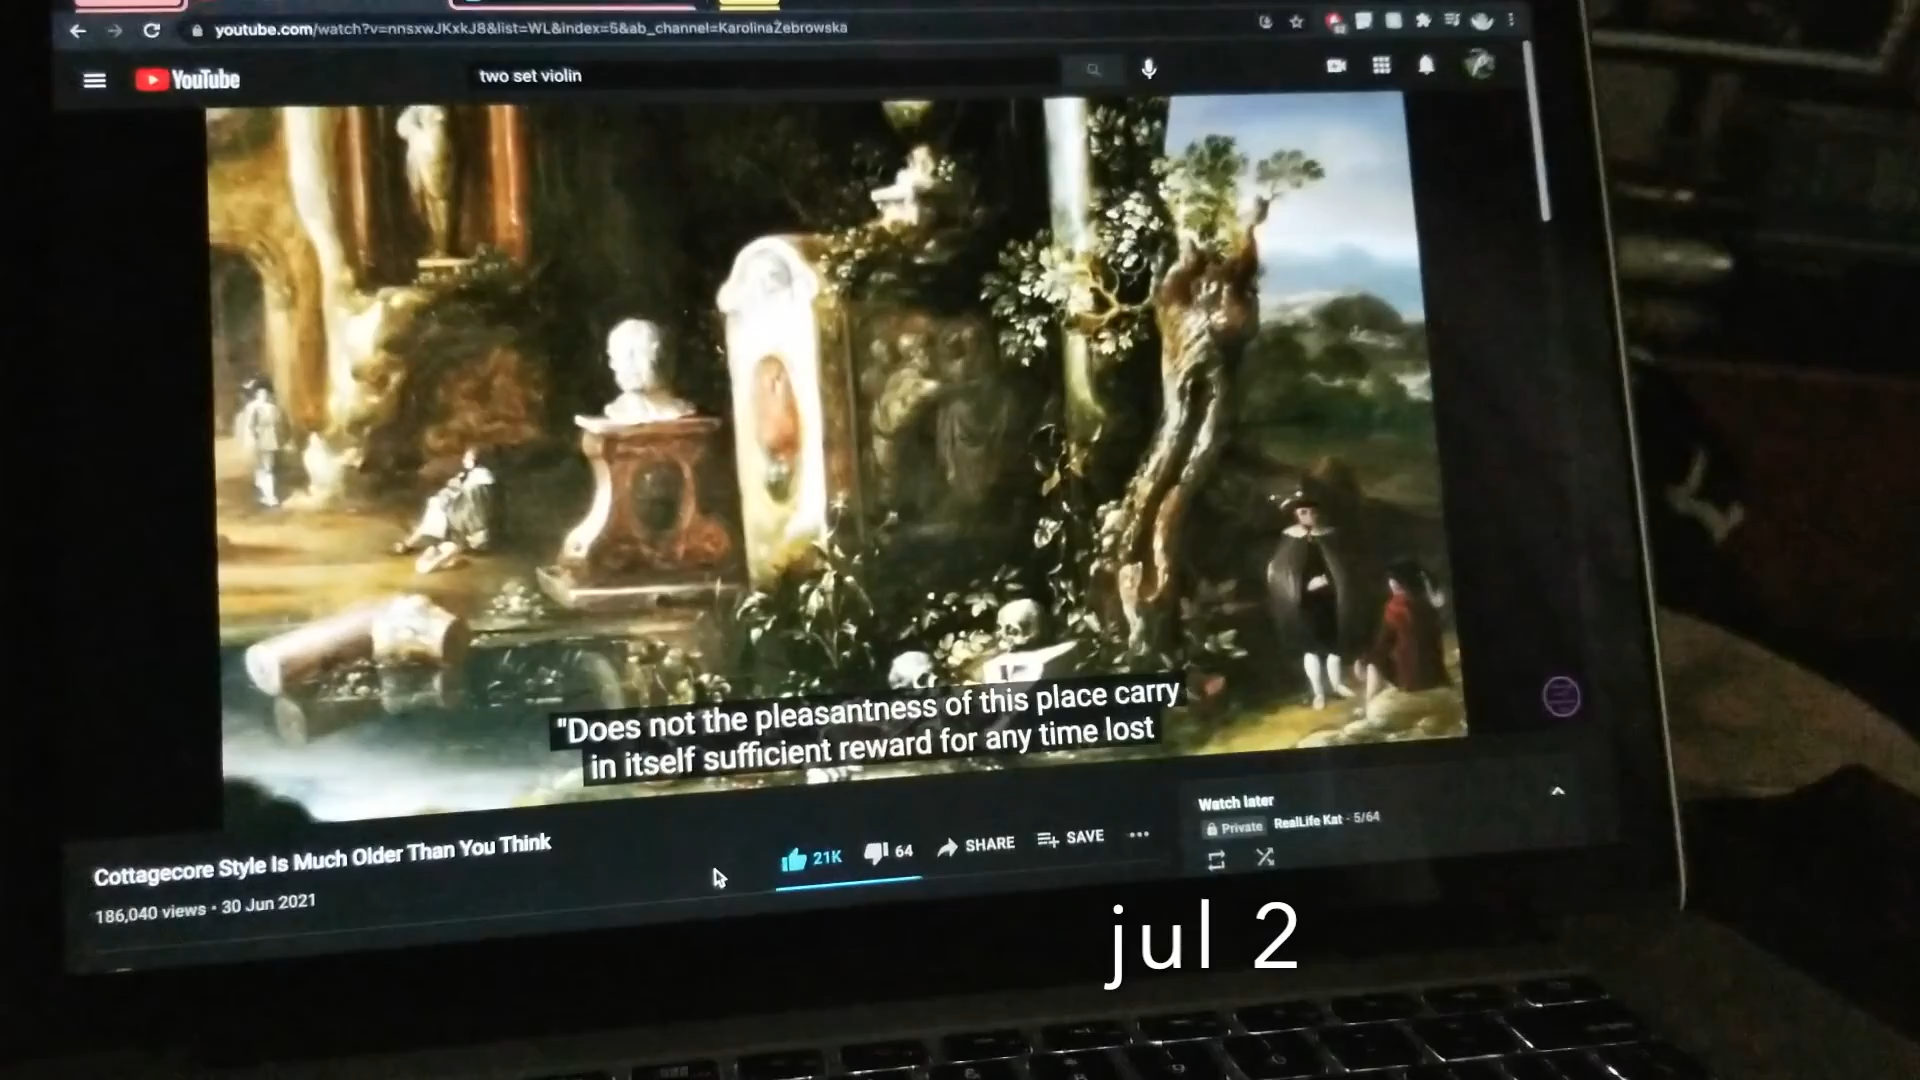 youtube.com/watch?v=nnsxwJKxkJ8&list=WL&index=5&ab_channel=KarolinaŻebrowska
YouTube
two set violin
"Does not the pleasantness of this place carry
in itself sufficient reward for any time lost
Cottagecore Style Is Much Older Than You Think
186,040 views • 30 Jun 2021
21K
64
SHARE
SAVE
Watch later
Private
RealLife Kat - 5/64
jul 2